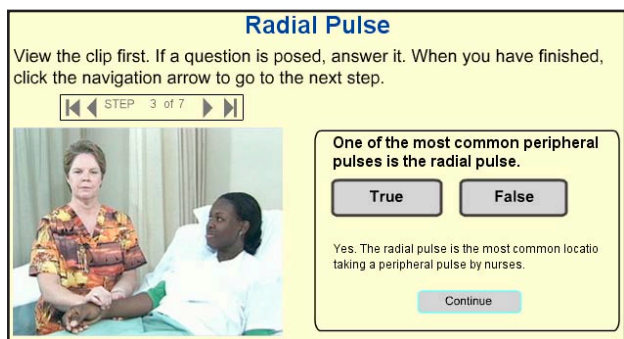 Radial Pulse
View the clip first. If a question is posed, answer it. When you have finished,
click the navigation arrow to go to the next step.
STEP 3 of 7
One of the most common peripheral
pulses is the radial pulse.
True False
Yes. The radial pulse is the most common locatio
taking a peripheral pulse by nurses.
Continue